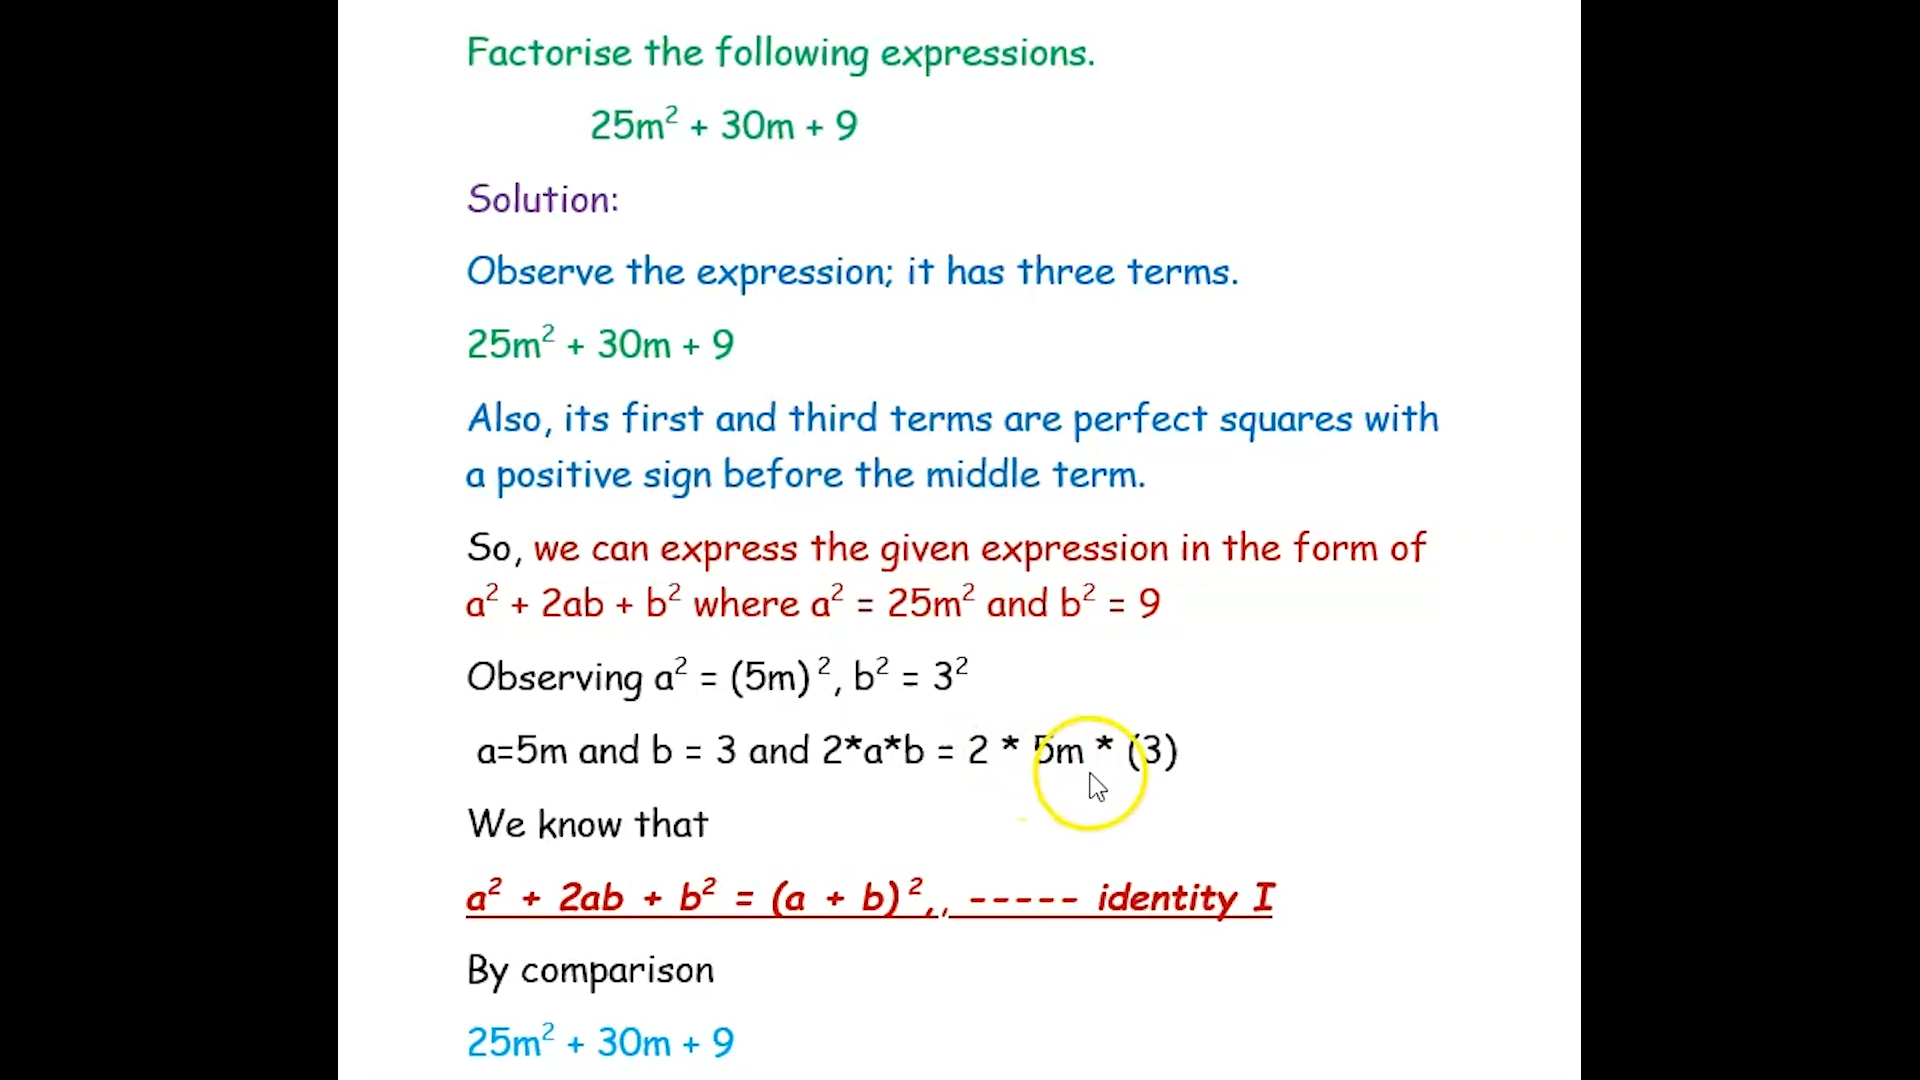 Factorise the following expressions.
25m² + 30m + 9
Solution:
Observe the expression; it has three terms.
25m² + 30m + 9
Also, its first and third terms are perfect squares with
a positive sign before the middle term.
So, we can express the given expression in the form of
a² + 2ab + b² where a² = 25m² and b² = 9
Observing a² = (5m) ², b² = 3²
a=5m and b = 3 and 2*a*b = 2 * 5m * (3)
We know that
a² + 2ab + b² = (a + b) ²,, ----- identity I
By comparison
25m² + 30m + 9